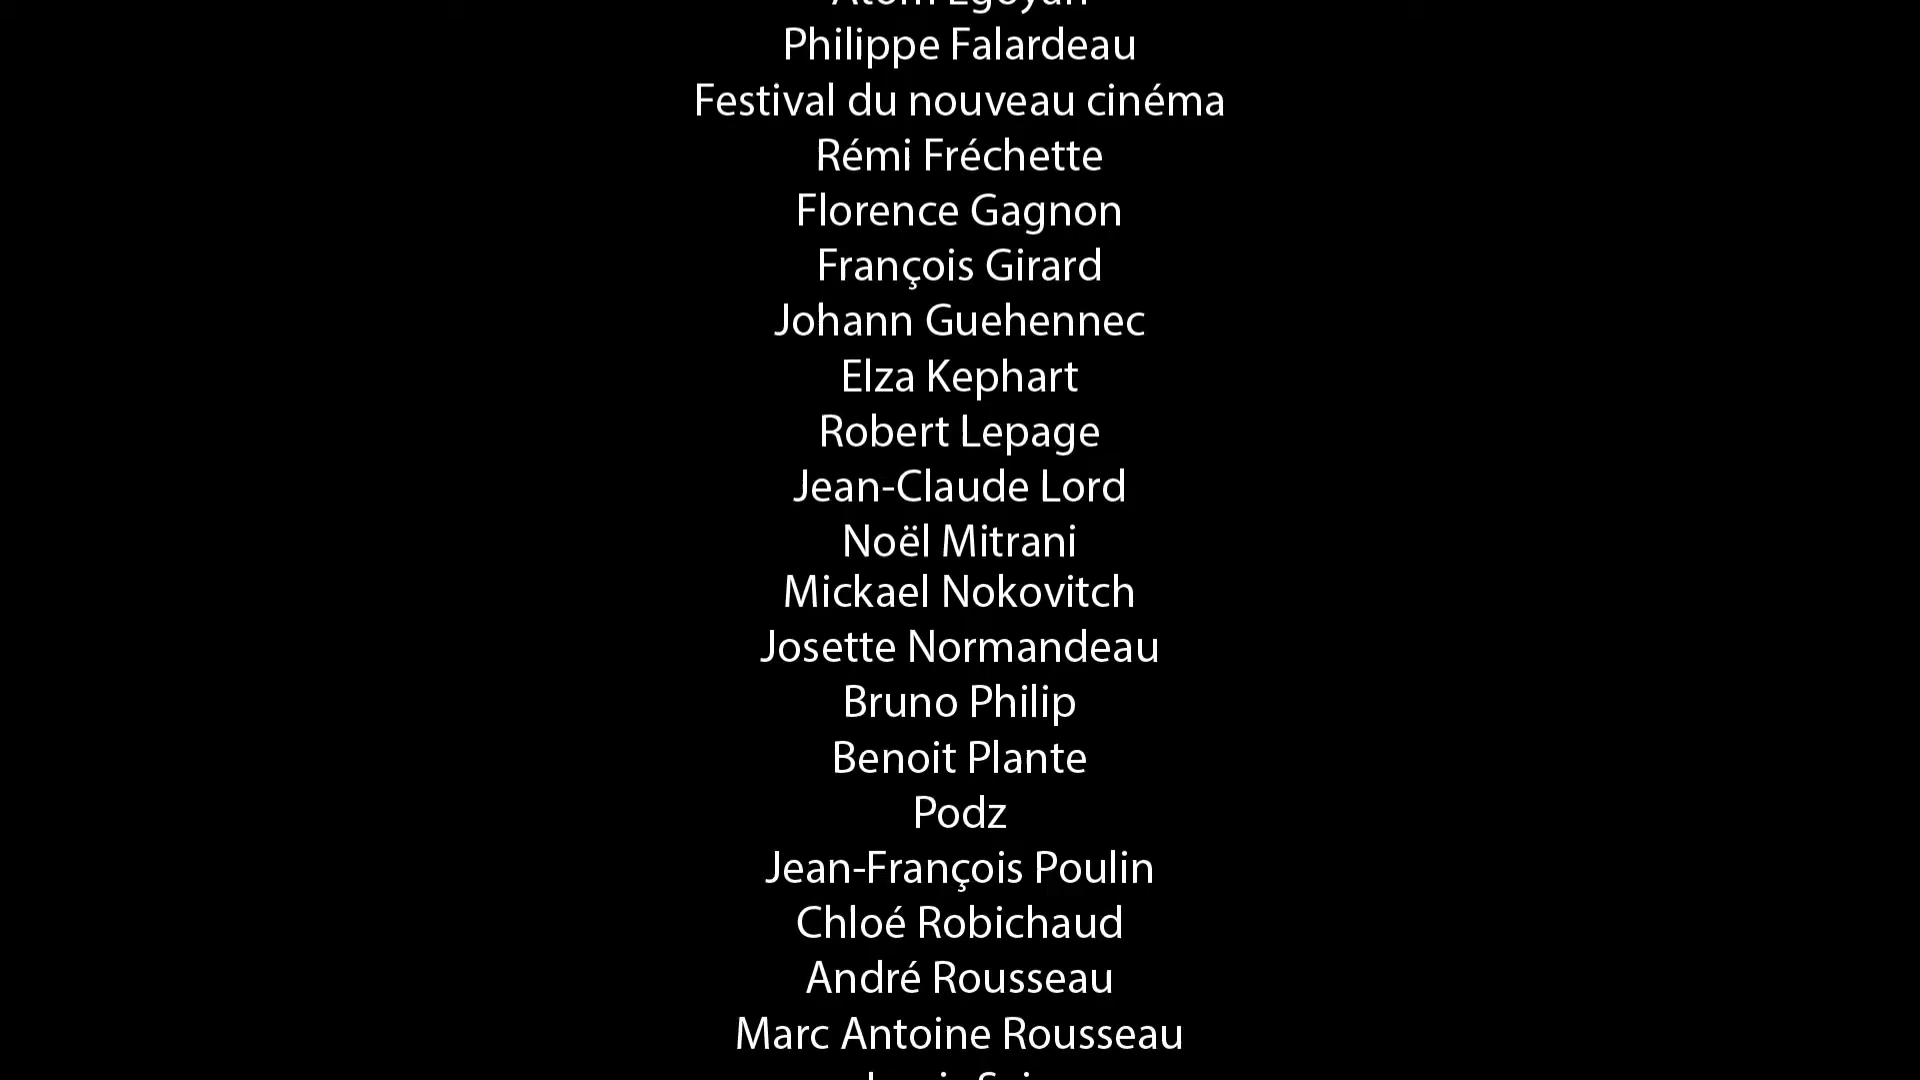 Atom Egoyan
Philippe Falardeau
Festival du nouveau cinéma
Rémi Fréchette
Florence Gagnon
François Girard
Johann Guehennec
Elza Kephart
Robert Lepage
Jean-Claude Lord
Noël Mitrani
Mickael Nokovitch
Josette Normandeau
Bruno Philip
Benoit Plante
Podz
Jean-François Poulin
Chloé Robichaud
André Rousseau
Marc Antoine Rousseau